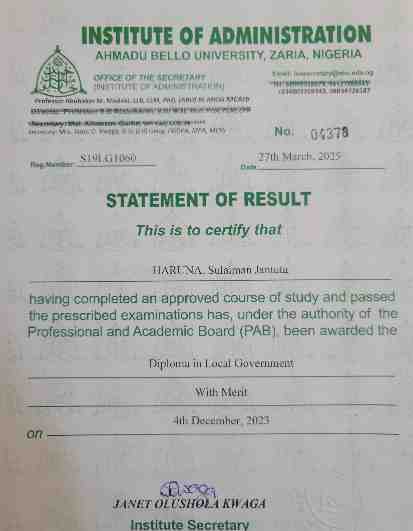 INSTITUTE OF ADMINISTRATION
AHMADU BELLO UNIVERSITY, ZARIA, NIGERIA
OFFICE OF THE SECRETARY
(INSTITUTE OF ADMINISTRATION)
No. 04378
Reg. Number S19LG1060
Date 27th March, 2025
STATEMENT OF RESULT
This is to certify that
HARUNA, Sulaiman Jantutu
having completed an approved course of study and passed
the prescribed examinations has, under the authority of the
Professional and Academic Board (PAB), been awarded the
Diploma in Local Government
With Merit
4th December, 2023
on
JANET OLUSHOLA KWAGA
Institute Secretary